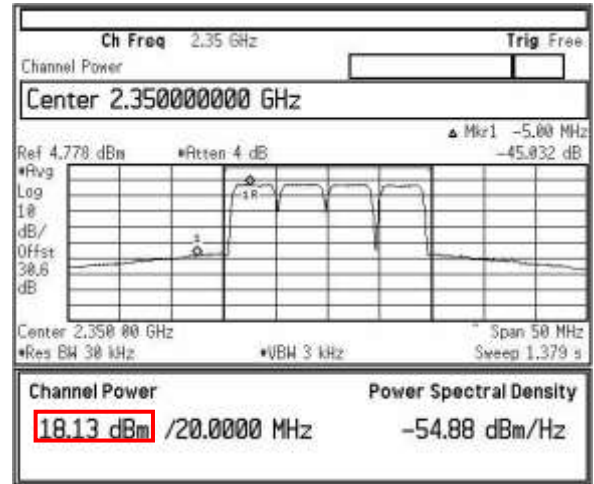 Ch Freq 2.35 GHz Trig Free
Channel Power
Center 2.350000000 GHz
▵ Mkr1 -5.00 MHz
Ref 4.778 dBm *Atten 4 dB -45.032 dB
*Avg
Log
10
dB/
Offst
30.6
dB
1R
1
Center 2.350 00 GHz Span 50 MHz
*Res BW 30 kHz *VBW 3 kHz Sweep 1.379 s
Channel Power Power Spectral Density
18.13 dBm /20.0000 MHz -54.88 dBm/Hz